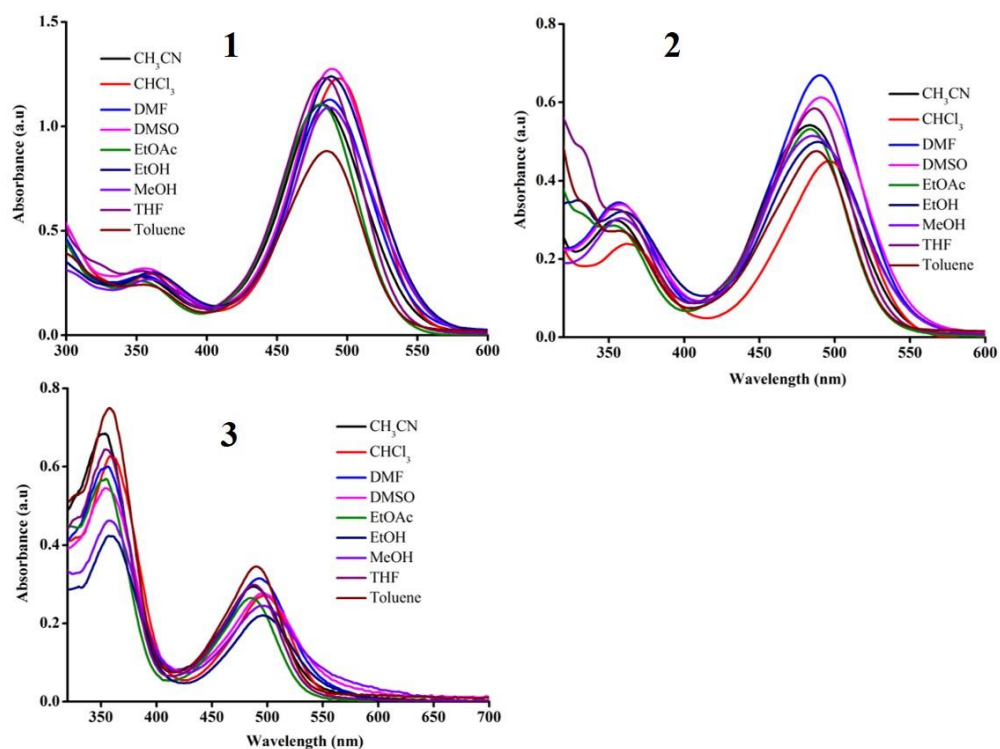 1
1.5
1.0
0.5
0.0
Absorbance (a.u)
CH₃CN
CHCl₃
DMF
DMSO
EtOAc
EtOH
MeOH
THF
Toluene
300 350 400 450 500 550 600
Wavelength (nm)
2
0.8
0.6
0.4
0.2
0.0
Absorbance (a.u)
CH₃CN
CHCl₃
DMF
DMSO
EtOAc
EtOH
MeOH
THF
Toluene
350 400 450 500 550 600
Wavelength (nm)
3
0.8
0.6
0.4
0.2
0.0
Absorbance (a.u)
CH₃CN
CHCl₃
DMF
DMSO
EtOAc
EtOH
MeOH
THF
Toluene
350 400 450 500 550 600 650 700
Wavelength (nm)